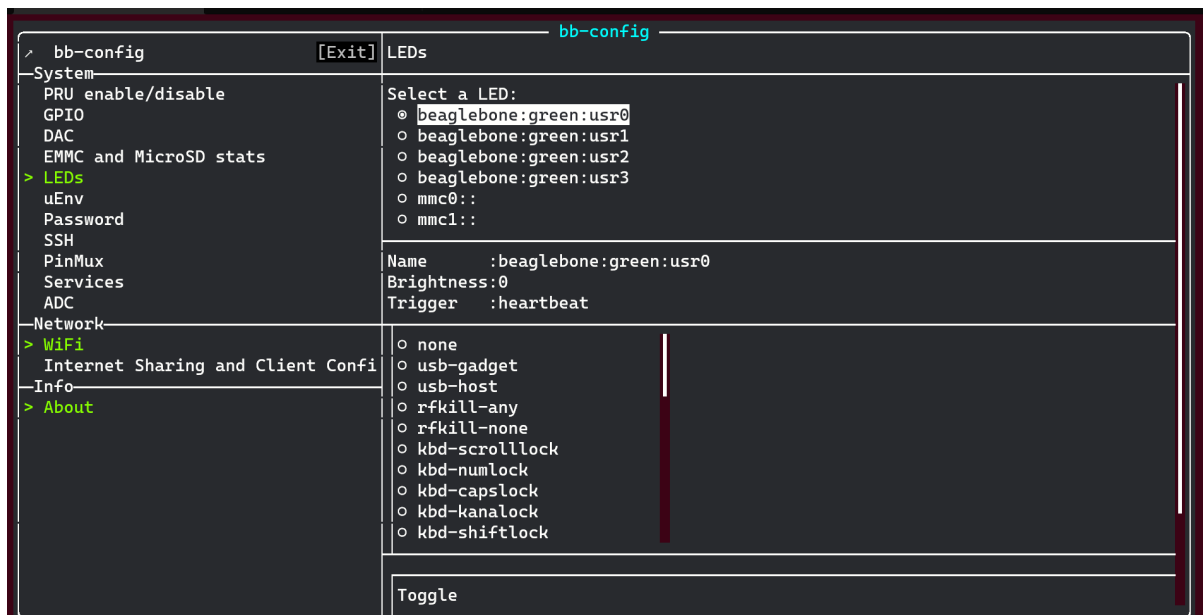 bb-config
↗ bb-config [Exit]
System
PRU enable/disable
GPIO
DAC
EMMC and MicroSD stats
> LEDs
uEnv
Password
SSH
PinMux
Services
ADC
Network
> WiFi
Internet Sharing and Client Confi
Info
> About
LEDs
Select a LED:
beaglebone:green:usr0
beaglebone:green:usr1
beaglebone:green:usr2
beaglebone:green:usr3
mmc0::
mmc1::
Name :beaglebone:green:usr0
Brightness:0
Trigger :heartbeat
none
usb-gadget
usb-host
rfkill-any
rfkill-none
kbd-scrolllock
kbd-numlock
kbd-capslock
kbd-kanalock
kbd-shiftlock
Toggle